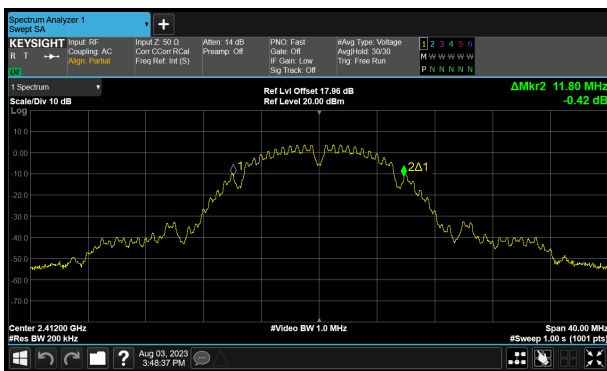 Spectrum Analyzer 1
Swept SA
KEYSIGHT
R T
Input: RF
Coupling: AC
Align: Partial
Input Z: 50 Ω
Corr CCorr RCal
Freq Ref: Int (S)
Atten: 14 dB
Preamp: Off
PNO: Fast
Gate: Off
IF Gain: Low
Sig Track: Off
#Avg Type: Voltage
Avg|Hold: 30/30
Trig: Free Run
1 2 3 4 5 6
M W W W W W
P N N N N N
1 Spectrum
Scale/Div 10 dB
Ref Lvl Offset 17.96 dB
Ref Level 20.00 dBm
ΔMkr2 11.80 MHz
-0.42 dB
Log
10.0
0.00
-10.0
-20.0
-30.0
-40.0
-50.0
-60.0
-70.0
1
2Δ1
Center 2.41200 GHz
#Res BW 200 kHz
#Video BW 1.0 MHz
Span 40.00 MHz
#Sweep 1.00 s (1001 pts)
?
Aug 03, 2023
3:48:37 PM